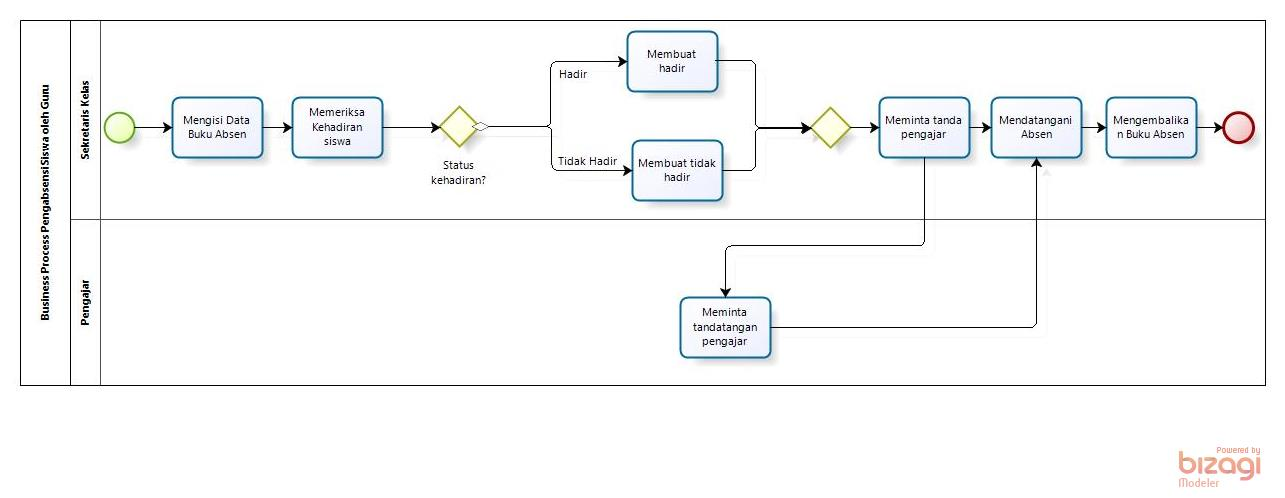 Business Process Pengabsensi Siswa oleh Guru
Sekretaris Kelas
Mengisi Data
Buku Absen
Memeriksa
Kehadiran
siswa
Status
kehadiran?
Hadir
Tidak Hadir
Membuat
hadir
Membuat tidak
hadir
Meminta tanda
pengajar
Mendatangani
Absen
Mengembalika
n Buku Absen
Pengajar
Meminta
tandatangan
pengajar
Powered by
bizagi
Modeler